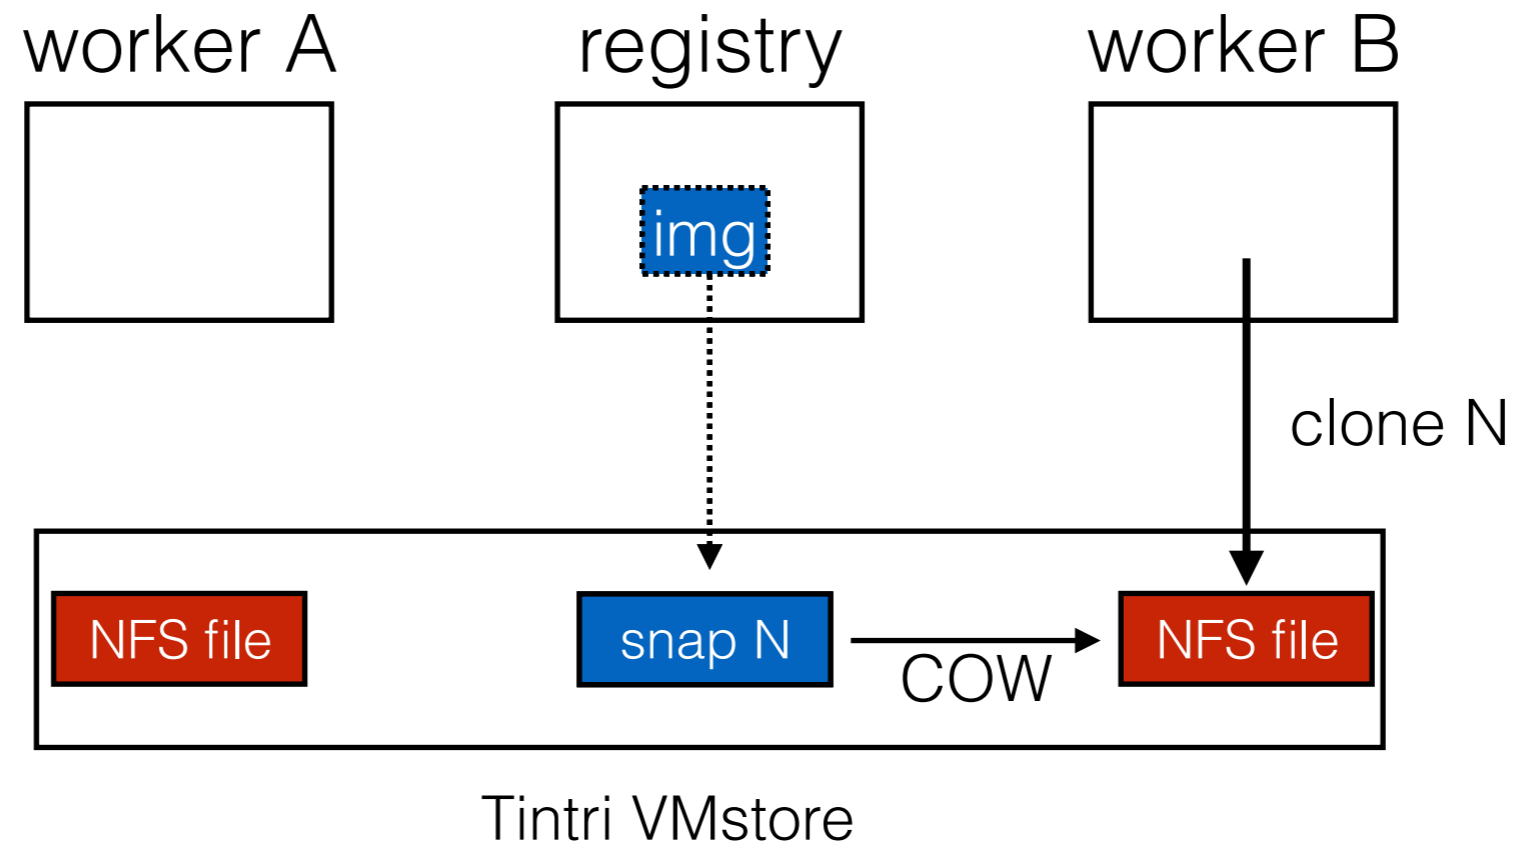 worker A
registry
worker B
img
clone N
NFS file
snap N
COW
NFS file
Tintri VMstore